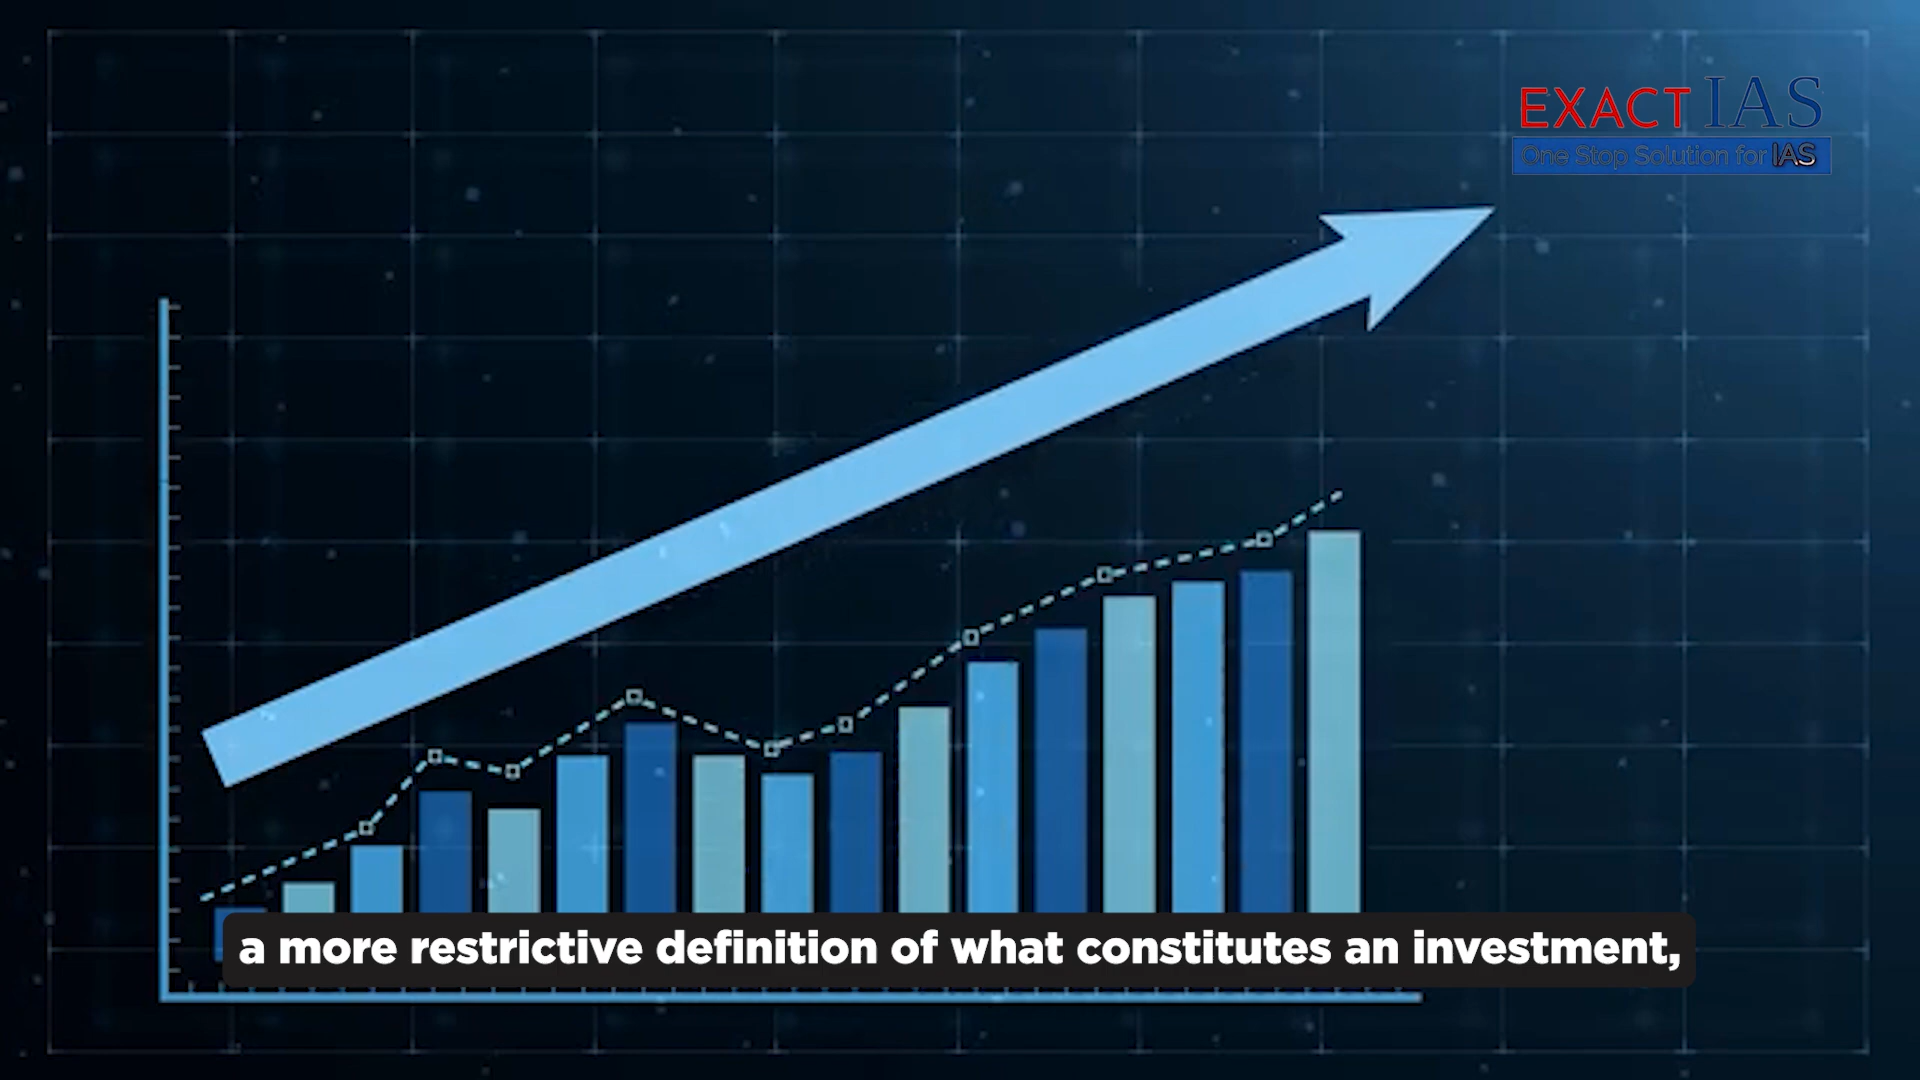 EXACT IAS
One Stop Solution for IAS
a more restrictive definition of what constitutes an investment,